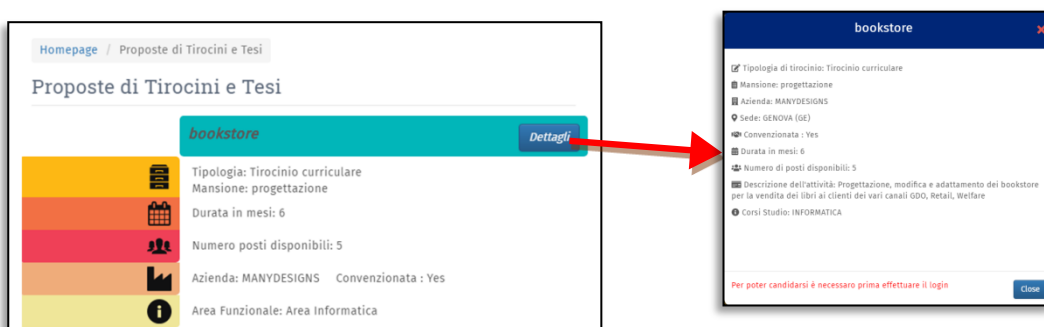 Homepage / Proposte di Tirocini e Tesi
Proposte di Tirocini e Tesi
bookstore
Dettagli
Tipologia: Tirocinio curriculare
Mansione: progettazione
Durata in mesi: 6
Numero posti disponibili: 5
Azienda: MANYDESIGNS Convenzionata : Yes
Area Funzionale: Area Informatica
bookstore
Tipologia di tirocinio: Tirocinio curriculare
Mansione: progettazione
Azienda: MANYDESIGNS
Sede: GENOVA (GE)
Convenzionata : Yes
Durata in mesi: 6
Numero di posti disponibili: 5
Descrizione dell'attività: Progettazione, modifica e adattamento dei bookstore
per la vendita dei libri ai clienti dei vari canali GDO, Retail, Welfare
Corsi Studio: INFORMATICA
Per poter candidarsi è necessario prima effettuare il login
Close